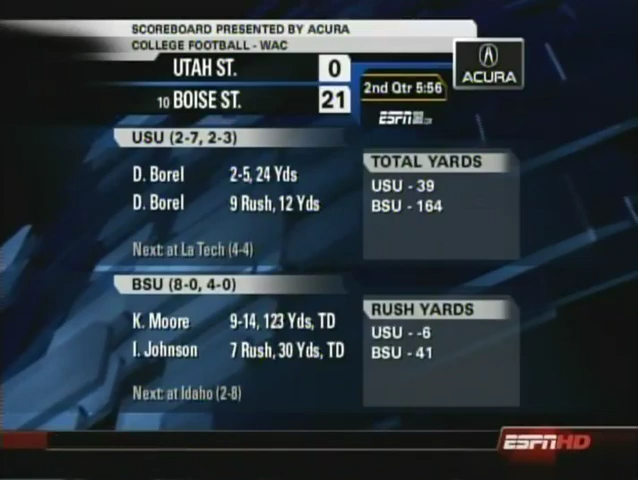 SCOREBOARD PRESENTED BY ACURA
COLLEGE FOOTBALL - WAC
UTAH ST. 0
10 BOISE ST. 21
ACURA
2nd Qtr 5:56
USU (2-7, 2-3)
D. Borel 2-5, 24 Yds
D. Borel 9 Rush, 12 Yds
Next: at La Tech (4-4)
TOTAL YARDS
USU - 39
BSU - 164
BSU (8-0, 4-0)
K. Moore 9-14, 123 Yds, TD
I. Johnson 7 Rush, 30 Yds, TD
Next: at Idaho (2-8)
RUSH YARDS
USU - -6
BSU - 41
ESPNHD